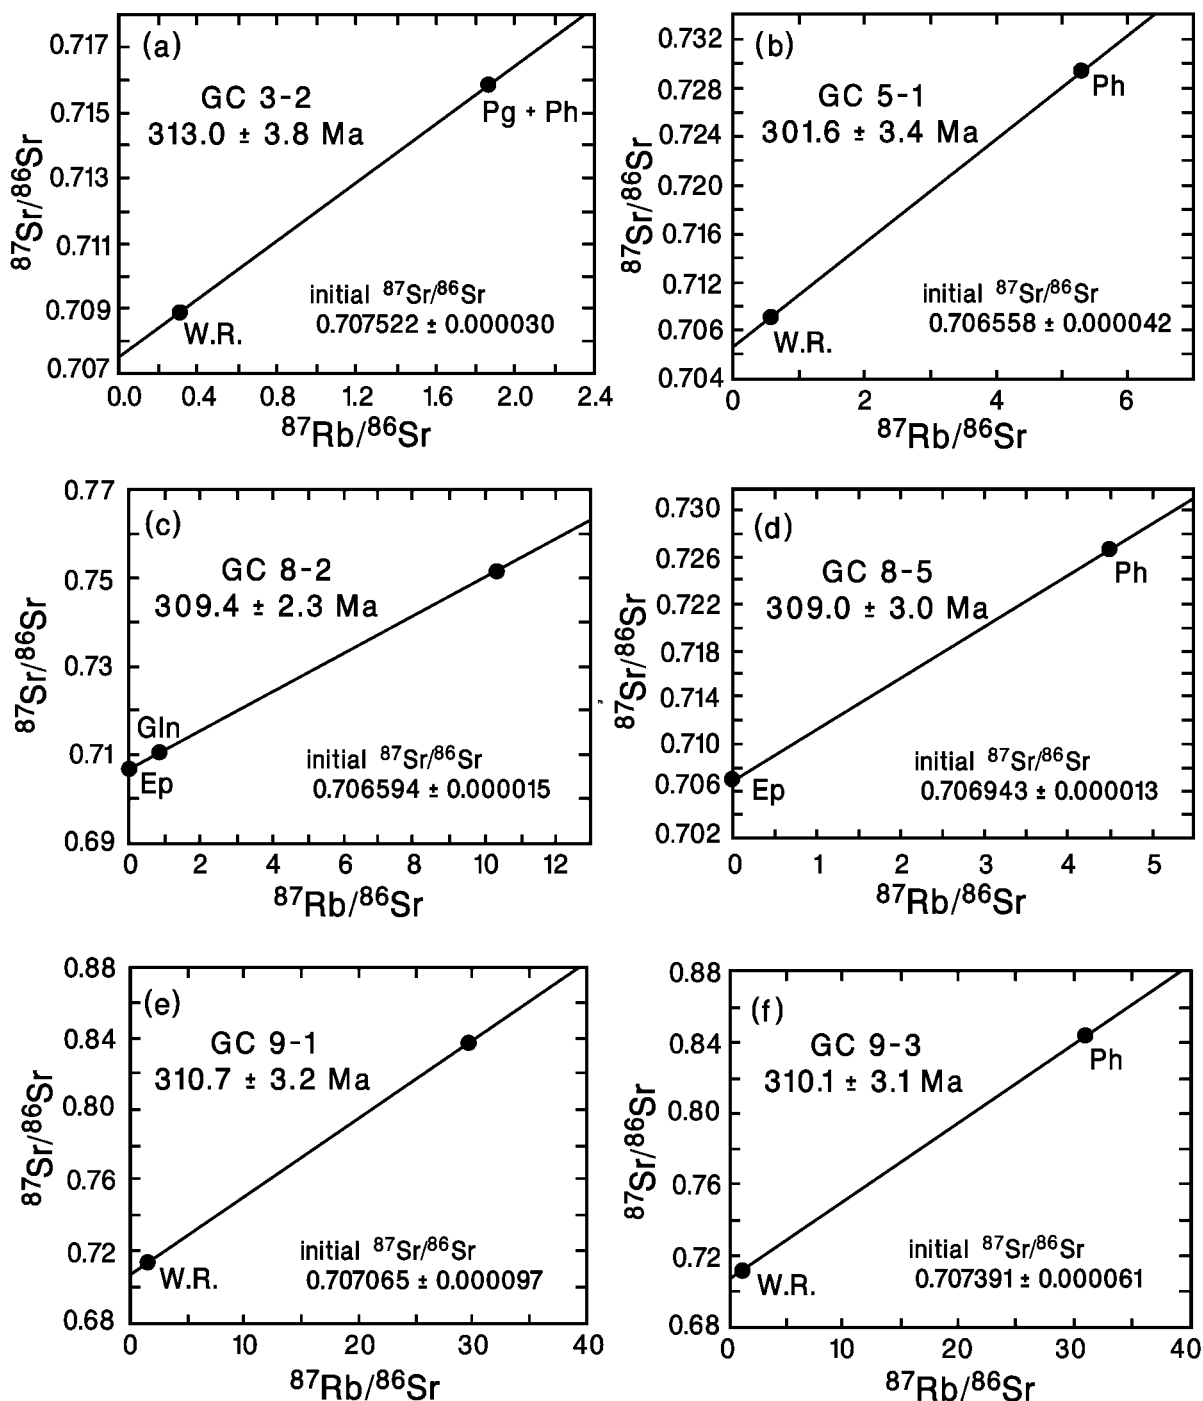 (a)
GC 3-2
313.0 ± 3.8 Ma
Pg + Ph
W.R.
initial ⁸⁷Sr/⁸⁶Sr
0.707522 ± 0.000030
0.717
0.715
0.713
0.711
0.709
0.707
⁸⁷Sr/⁸⁶Sr
0.0 0.4 0.8 1.2 1.6 2.0 2.4
⁸⁷Rb/⁸⁶Sr
(b)
GC 5-1
301.6 ± 3.4 Ma
Ph
W.R.
initial ⁸⁷Sr/⁸⁶Sr
0.706558 ± 0.000042
0.732
0.728
0.724
0.720
0.716
0.712
0.708
0.704
⁸⁷Sr/⁸⁶Sr
0 2 4 6
⁸⁷Rb/⁸⁶Sr
(c)
GC 8-2
309.4 ± 2.3 Ma
Gln
Ep
initial ⁸⁷Sr/⁸⁶Sr
0.706594 ± 0.000015
0.77
0.75
0.73
0.71
0.69
⁸⁷Sr/⁸⁶Sr
0 2 4 6 8 10 12
⁸⁷Rb/⁸⁶Sr
(d)
GC 8-5
309.0 ± 3.0 Ma
Ph
Ep
initial ⁸⁷Sr/⁸⁶Sr
0.706943 ± 0.000013
0.730
0.726
0.722
0.718
0.714
0.710
0.706
0.702
⁸⁷Sr/⁸⁶Sr
0 1 2 3 4 5
⁸⁷Rb/⁸⁶Sr
(e)
GC 9-1
310.7 ± 3.2 Ma
W.R.
initial ⁸⁷Sr/⁸⁶Sr
0.707065 ± 0.000097
0.88
0.84
0.80
0.76
0.72
0.68
⁸⁷Sr/⁸⁶Sr
0 10 20 30 40
⁸⁷Rb/⁸⁶Sr
(f)
GC 9-3
310.1 ± 3.1 Ma
Ph
W.R.
initial ⁸⁷Sr/⁸⁶Sr
0.707391 ± 0.000061
0.88
0.84
0.80
0.76
0.72
0.68
⁸⁷Sr/⁸⁶Sr
0 10 20 30 40
⁸⁷Rb/⁸⁶Sr